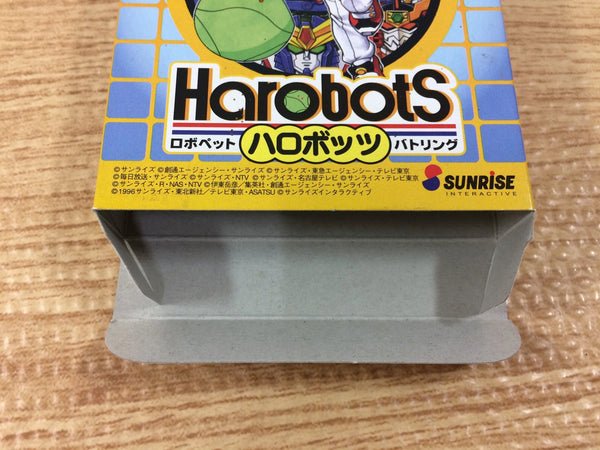 HarobotS
ロボペット ハロボッツ バトリング
©サンライズ ©創通エージェンシー・サンライズ ©サンライズ・東急エージェンシー・テレビ東京
©毎日放送・サンライズ ©サンライズ・NTV ©サンライズ・名古屋テレビ ©サンライズ・テレビ東京
©サンライズ・R・NAS・NTV ©伊東岳彦／集英社・創通エージェンシー・サンライズ
©1996サンライズ・東北新社／テレビ東京・ASATSU ©サンライズインタラクティブ
SUNRISE
INTERACTIVE